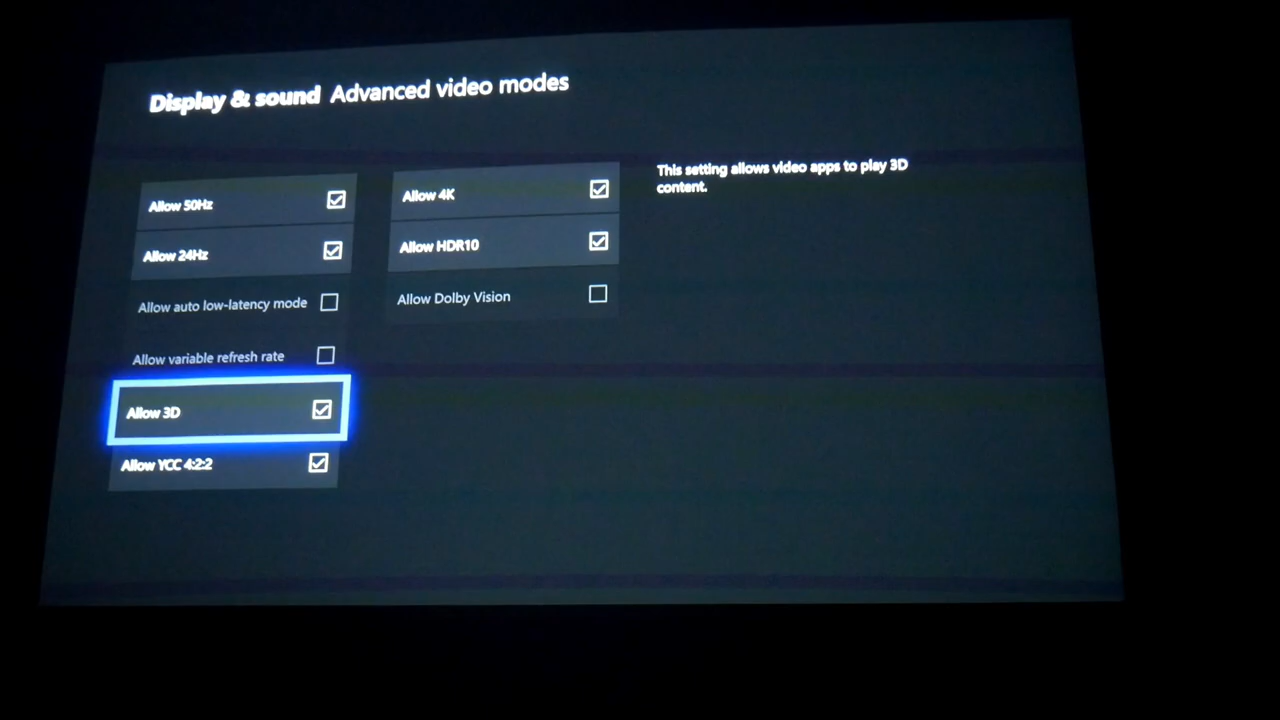 Display & sound Advanced video modes
Allow 50Hz
Allow 24Hz
Allow auto low-latency mode
Allow variable refresh rate
Allow 3D
Allow YCC 4:2:2
Allow 4K
Allow HDR10
Allow Dolby Vision
This setting allows video apps to play 3D
content.